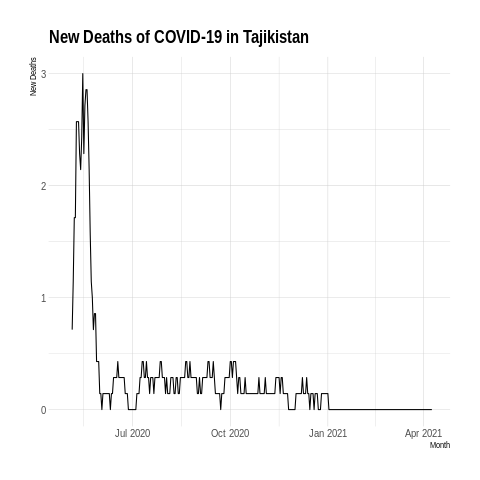 New Deaths of COVID-19 in Tajikistan
New Deaths
3
2
1
0
Jul 2020
Oct 2020
Jan 2021
Apr 2021
Month